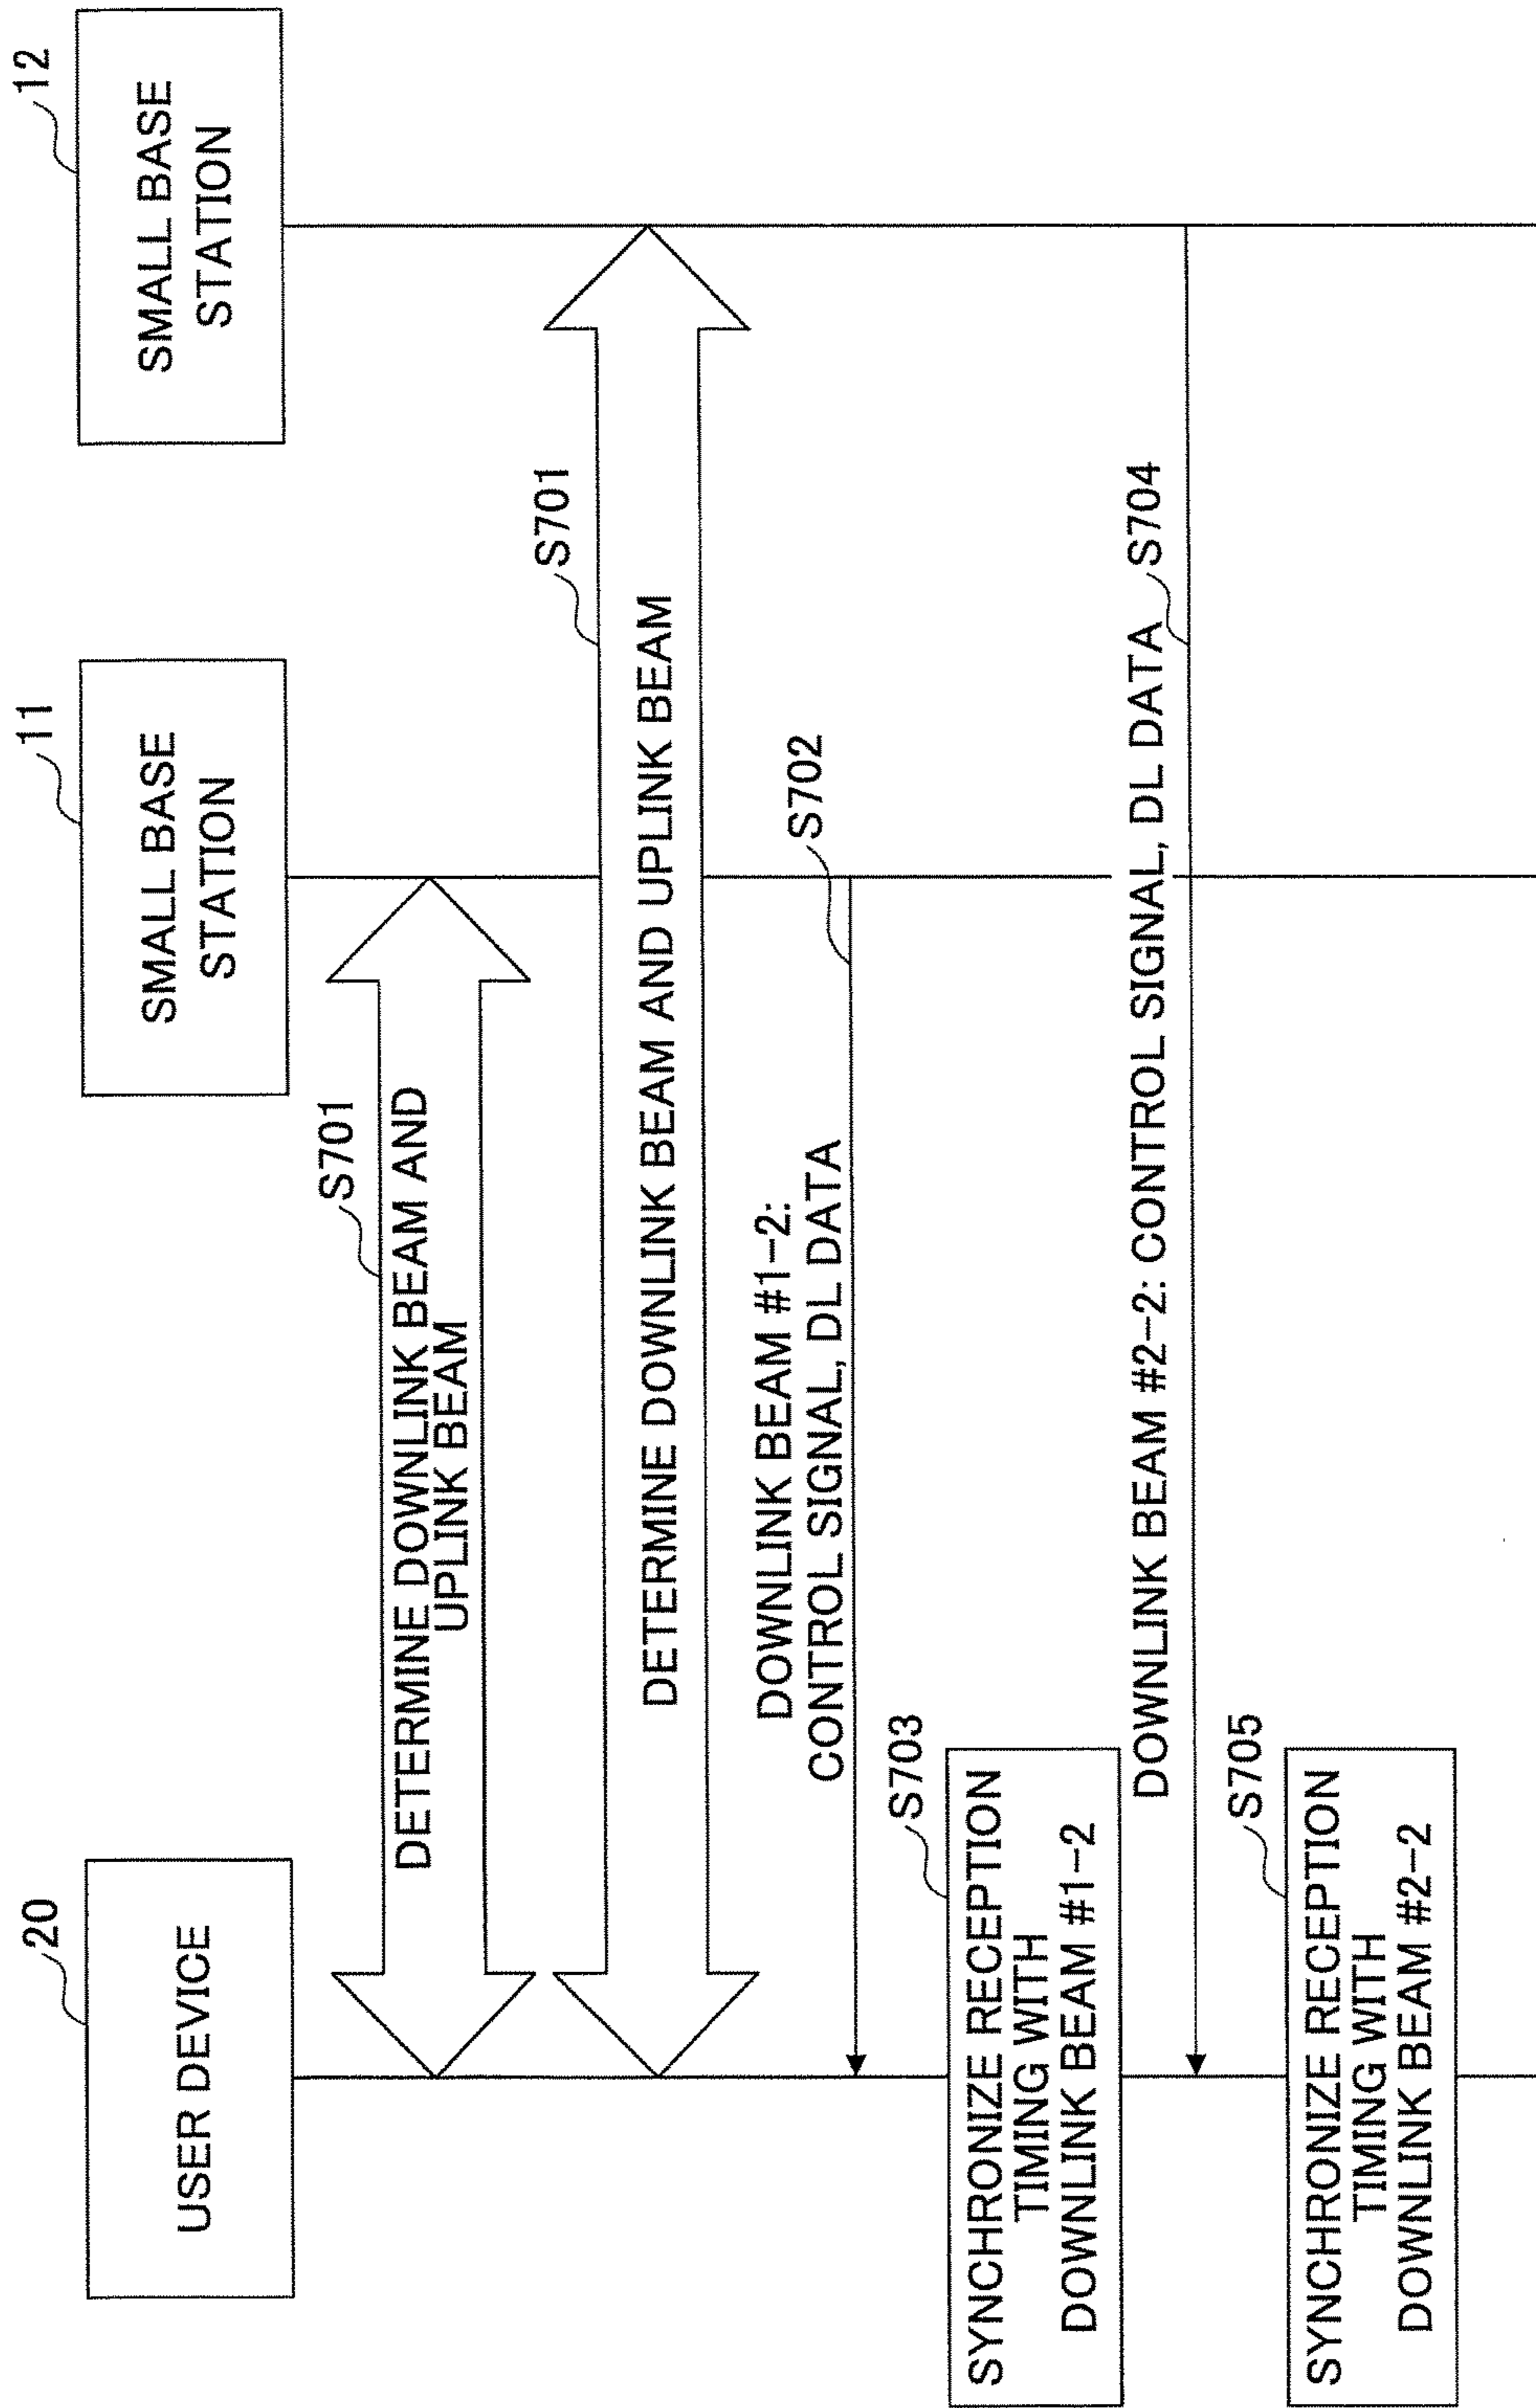 20
USER DEVICE
11
SMALL BASE
STATION
12
SMALL BASE
STATION
S701
DETERMINE DOWNLINK BEAM AND
UPLINK BEAM
S701
DETERMINE DOWNLINK BEAM AND UPLINK BEAM
S702
DOWNLINK BEAM #1-2:
CONTROL SIGNAL, DL DATA
S703
SYNCHRONIZE RECEPTION
TIMING WITH
DOWNLINK BEAM #1-2
DOWNLINK BEAM #2-2: CONTROL SIGNAL, DL DATA
S704
S705
SYNCHRONIZE RECEPTION
TIMING WITH
DOWNLINK BEAM #2-2